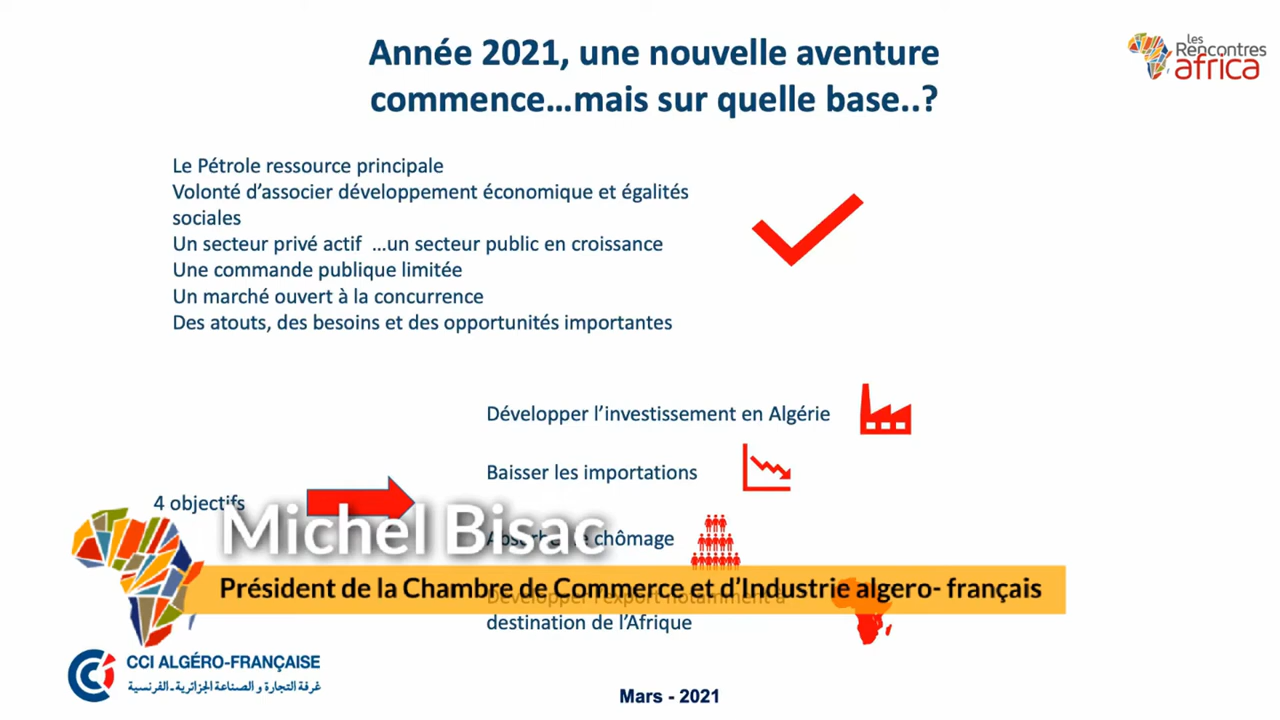 Année 2021, une nouvelle aventure
commence...mais sur quelle base..?
les
Rencontres
africa
Le Pétrole ressource principale
Volonté d'associer développement économique et égalités
sociales
Un secteur privé actif ...un secteur public en croissance
Une commande publique limitée
Un marché ouvert à la concurrence
Des atouts, des besoins et des opportunités importantes
Développer l'investissement en Algérie
Baisser les importations
4 objectifs
Michel Bisac
chômage
Président de la Chambre de Commerce et d'Industrie algero- français
Développer l'export notamment à
destination de l'Afrique
CCI ALGÉRO-FRANÇAISE
غرفة التجارة و الصناعة الجزائرية - الفرنسية
Mars - 2021